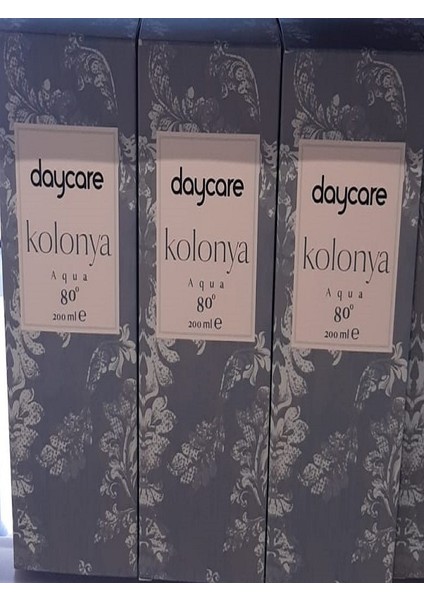 daycare
kolonya
Aqua
80°
200 ml e
daycare
kolonya
Aqua
80°
200 ml e
daycare
kolonya
Aqua
80°
200 ml e